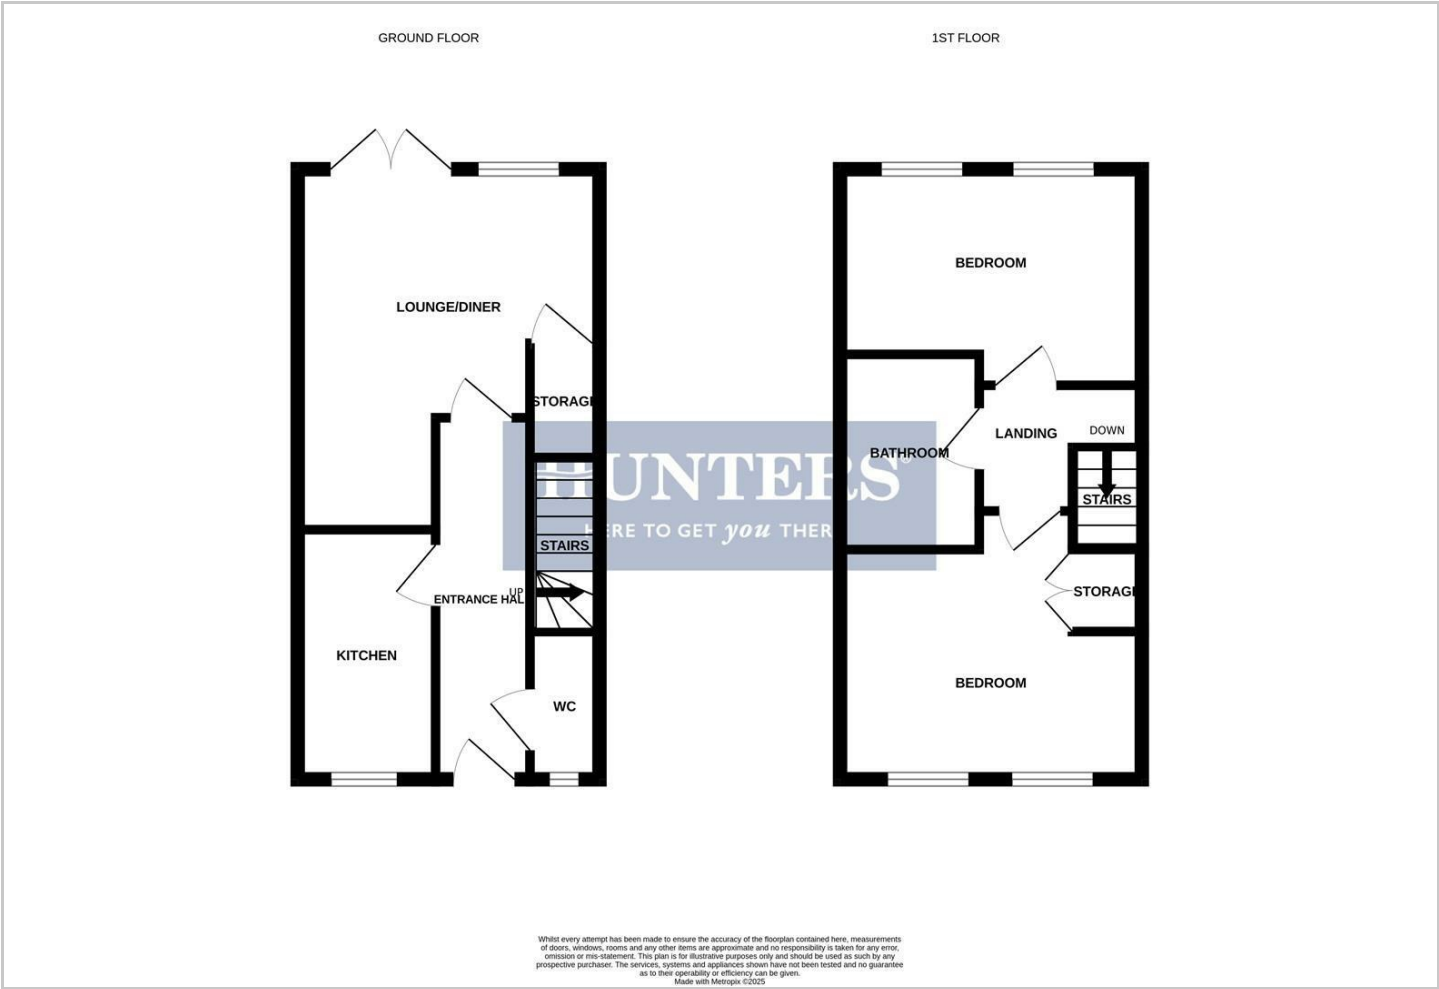 GROUND FLOOR
1ST FLOOR
BEDROOM
LOUNGE/DINER
STORAG
DOWN
LANDING
BATHROOM
HUNTERS®
STAIRS
HERE TO GET you THER
STAIRS
UP
ENTRANCE HAL
STORAG
KITCHEN
BEDROOM
WC
Whilst every attempt has been made to ensure the accuracy of the floorplan contained here, measurements
of doors, windows, rooms and any other items are approximate and no responsibility is taken for any error,
omission or mis-statement. This plan is for illustrative purposes only and should be used as such by any
prospective purchaser. The services, systems and appliances shown have not been tested and no guarantee
as to their operability or efficiency can be given.
Made with Metropix ©2025